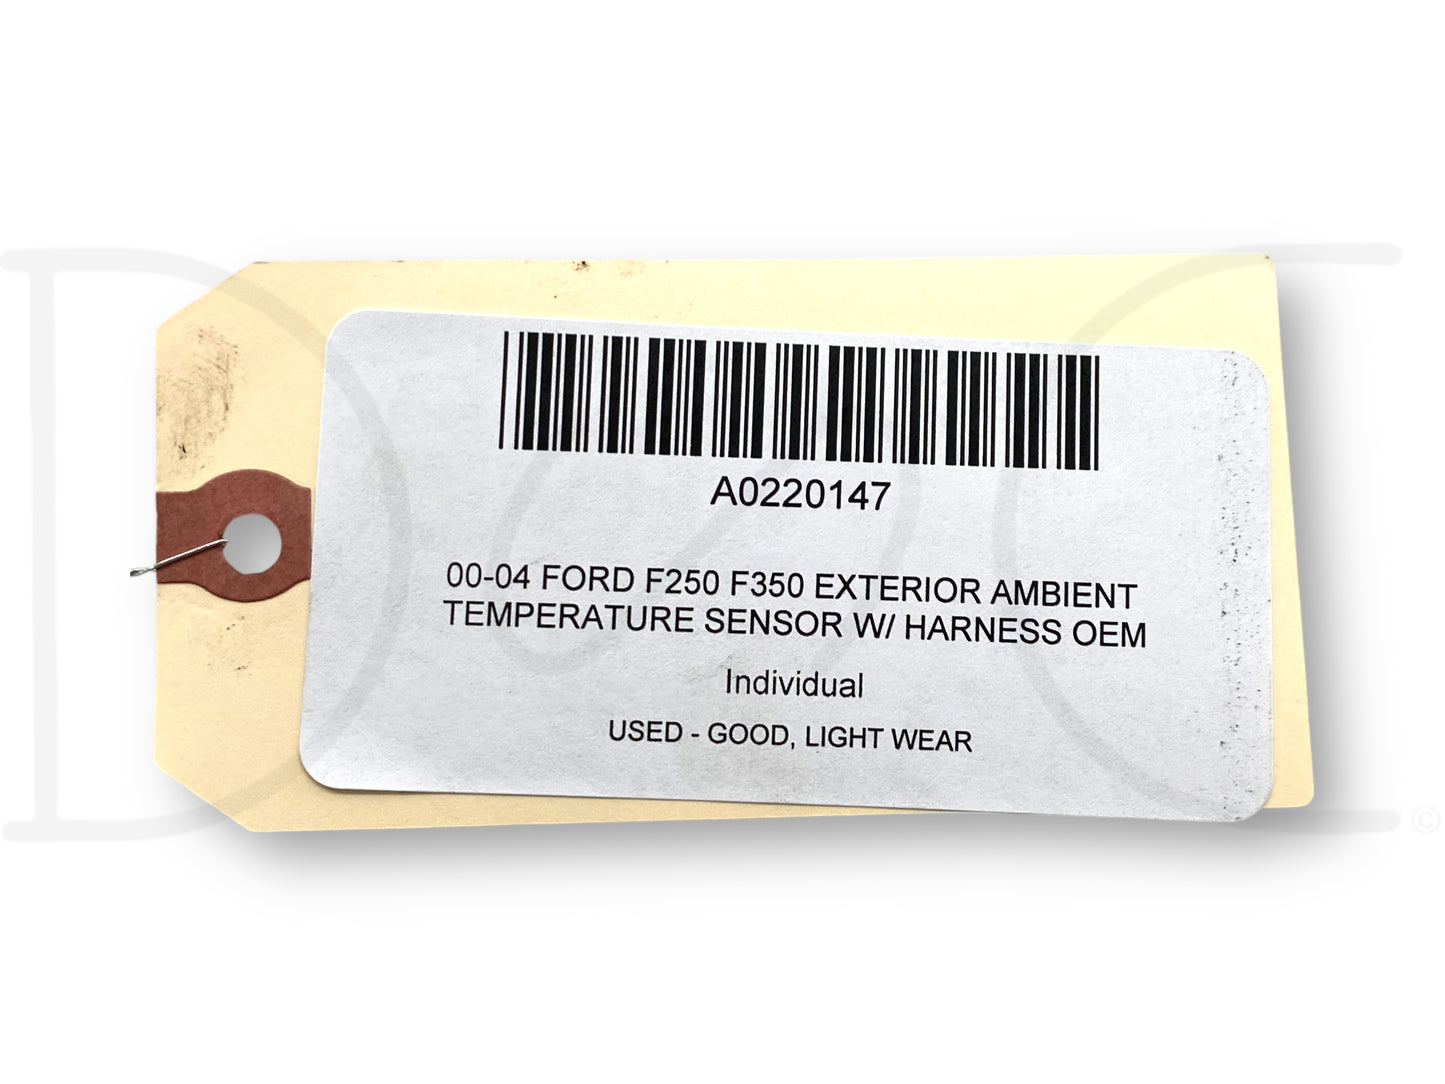 A0220147
00-04 FORD F250 F350 EXTERIOR AMBIENT
TEMPERATURE SENSOR W/ HARNESS OEM
Individual
USED - GOOD, LIGHT WEAR
©